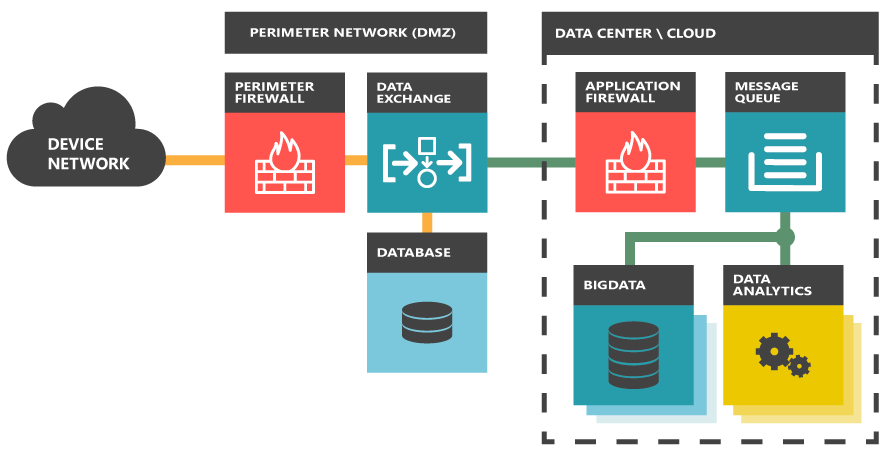 PERIMETER NETWORK (DMZ)
DATA CENTER \ CLOUD
PERIMETER
FIREWALL
DATA
EXCHANGE
APPLICATION
FIREWALL
MESSAGE
QUEUE
DEVICE
NETWORK
DATABASE
BIGDATA
DATA
ANALYTICS